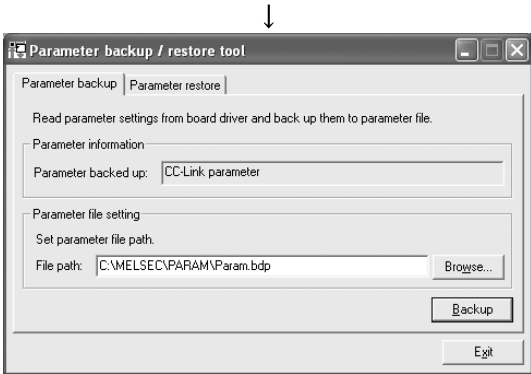 ↓
Parameter backup / restore tool
Parameter backup Parameter restore
Read parameter settings from board driver and back up them to parameter file.
Parameter information
Parameter backed up: CC-Link parameter
Parameter file setting
Set parameter file path.
File path: C:\MELSEC\PARAM\Param.bdp Browse...
Backup
Exit